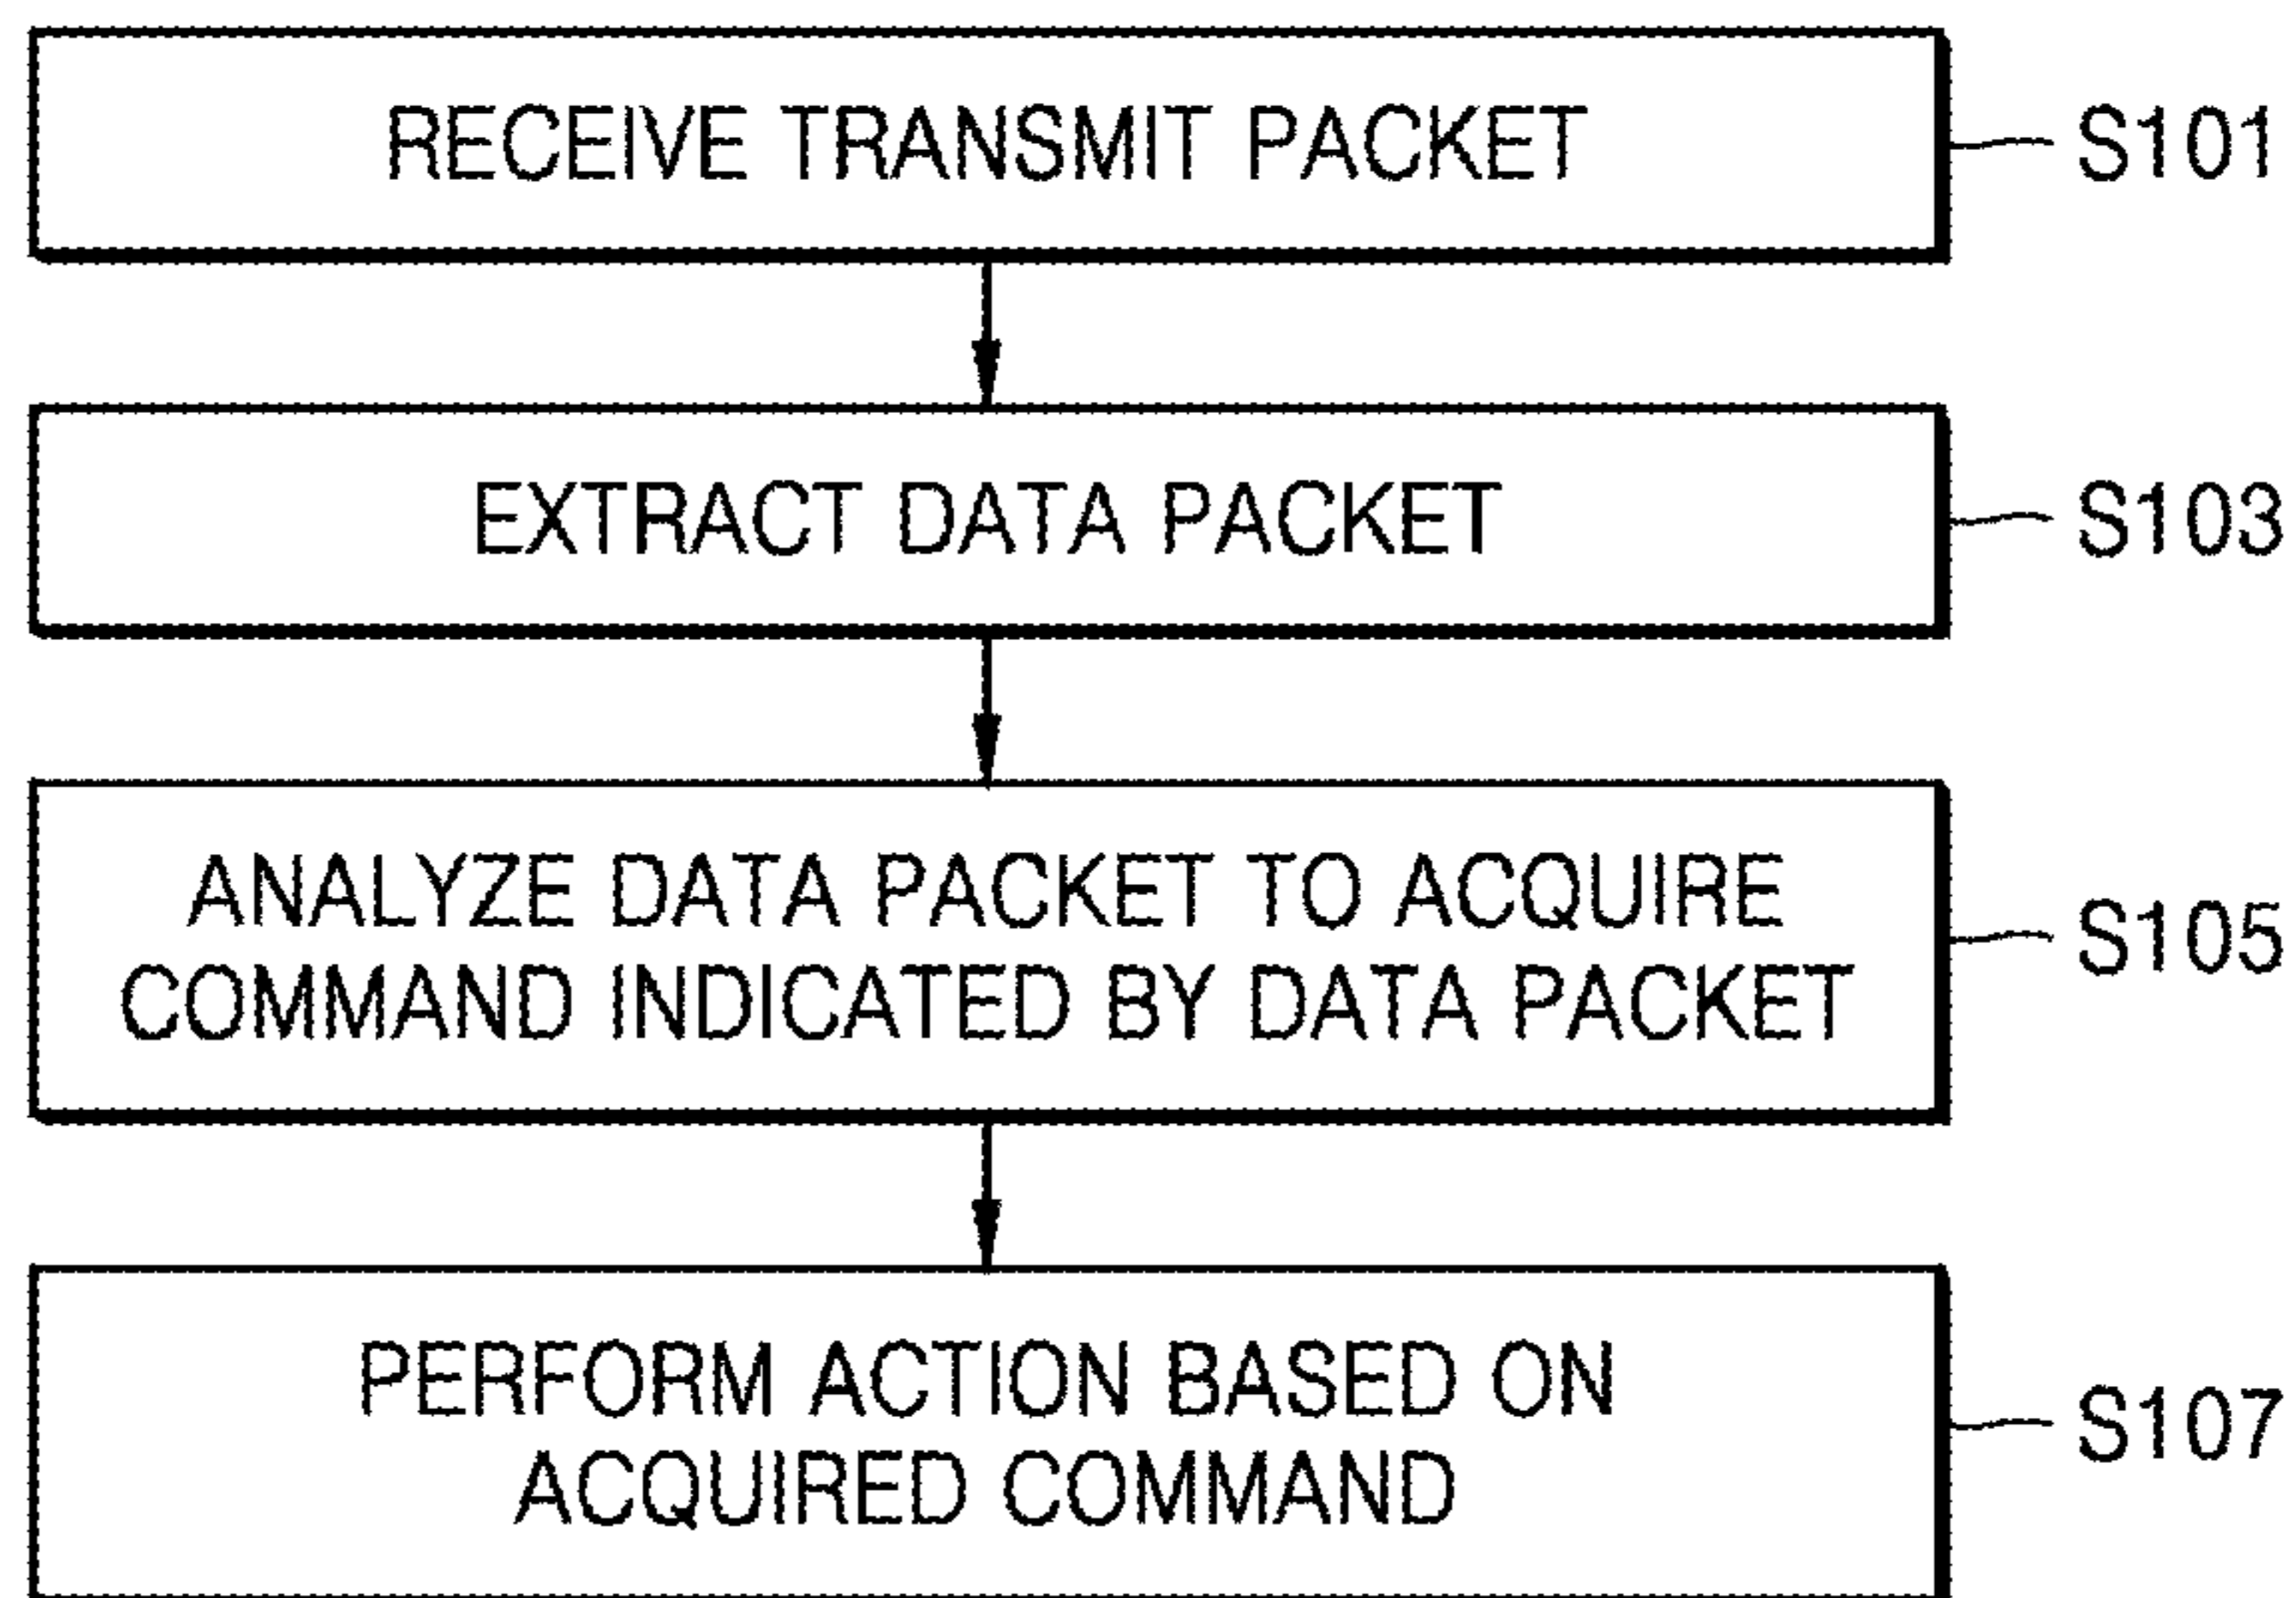 RECEIVE TRANSMIT PACKET
S101
EXTRACT DATA PACKET
S103
ANALYZE DATA PACKET TO ACQUIRE
COMMAND INDICATED BY DATA PACKET
S105
PERFORM ACTION BASED ON
ACQUIRED COMMAND
S107